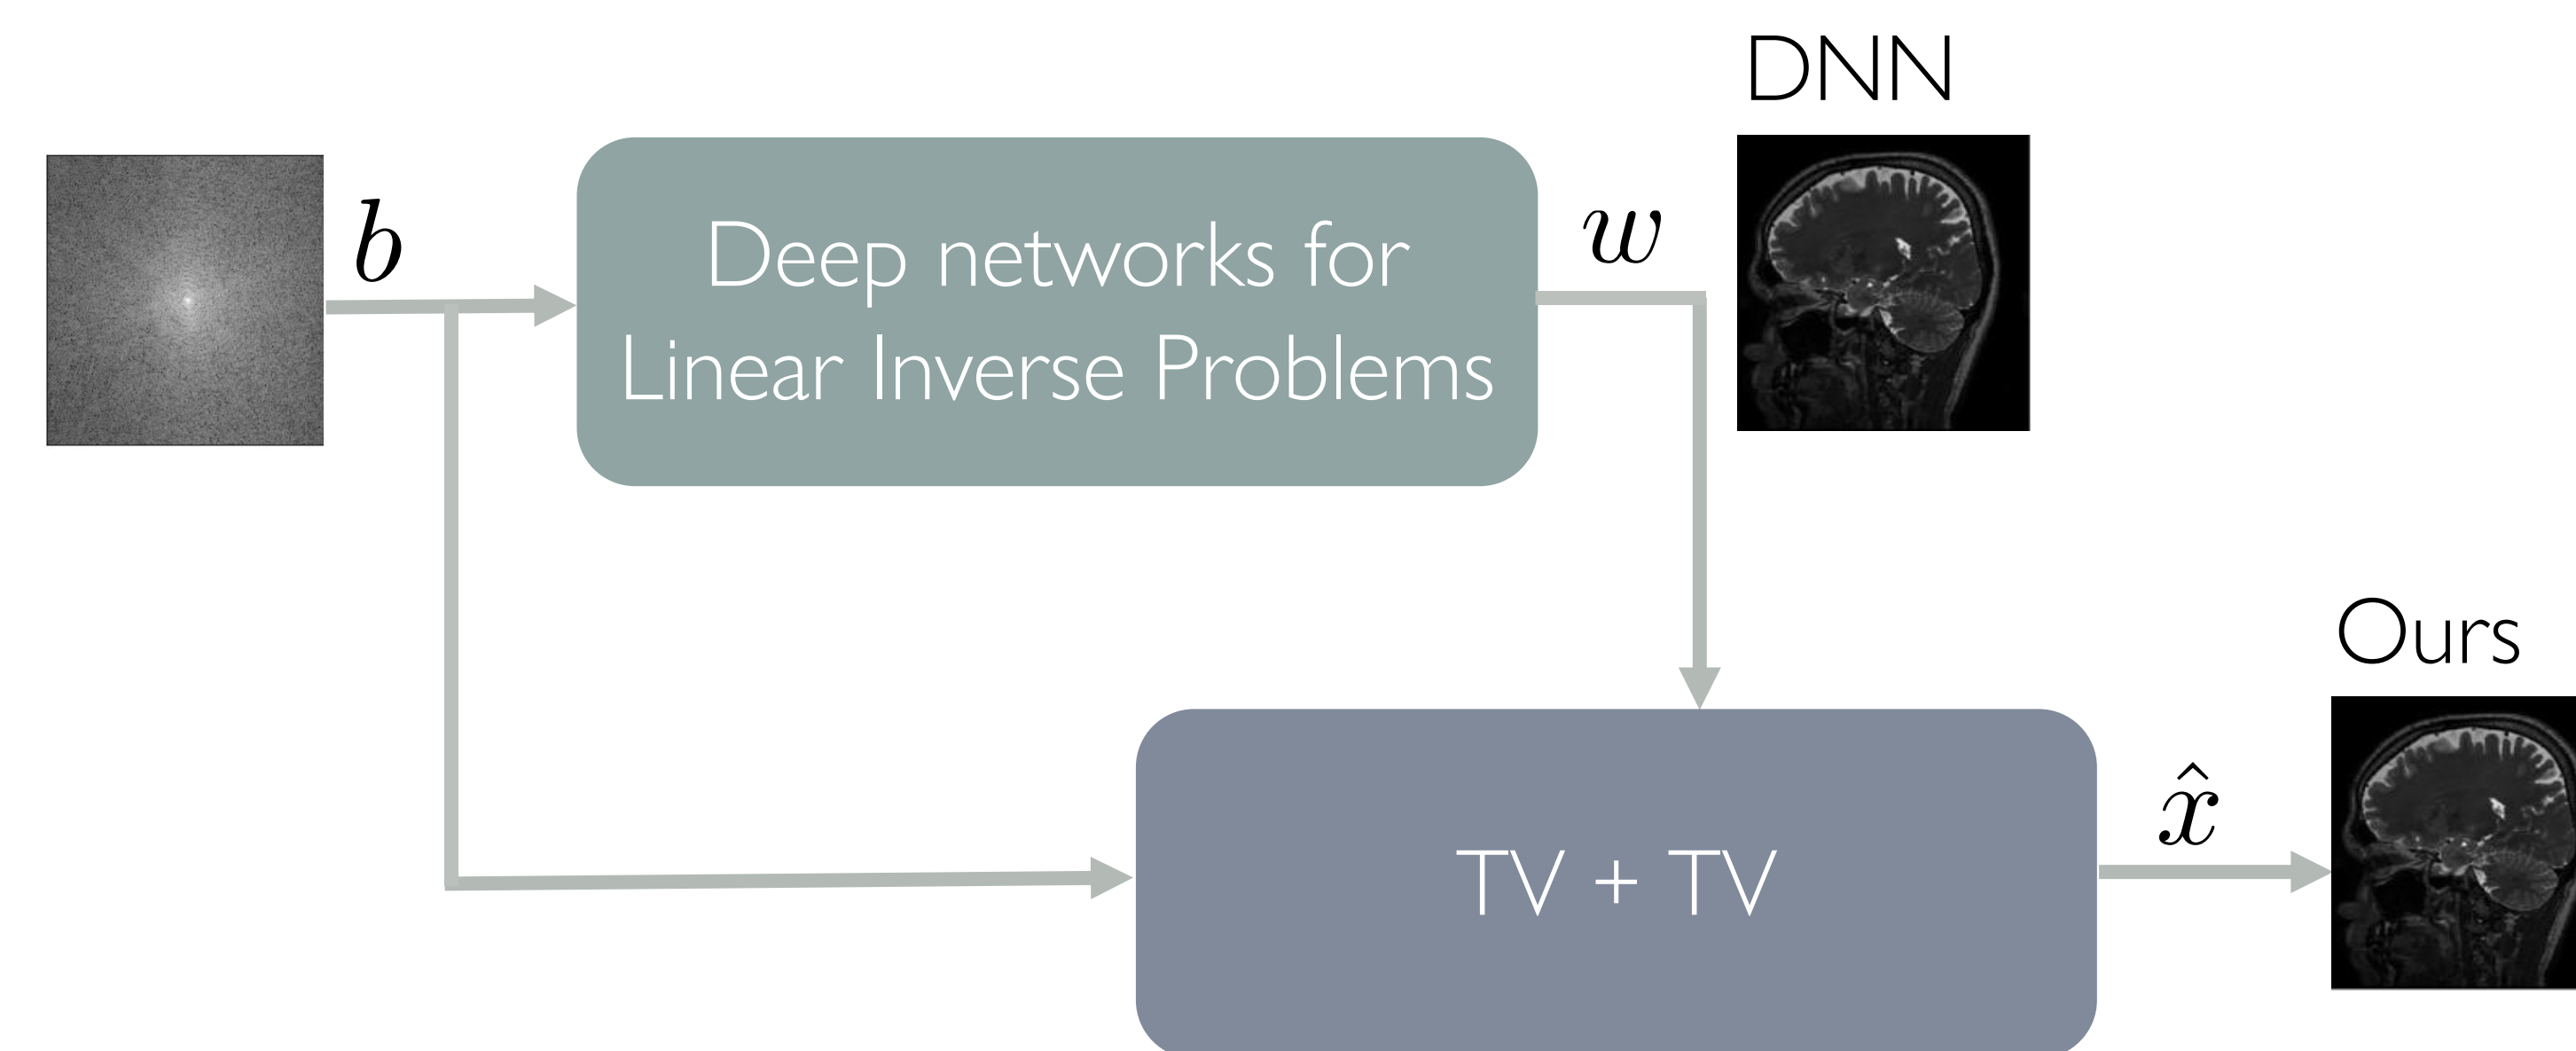 DNN
b
Deep networks for
Linear Inverse Problems
w
Ours
x̂
TV + TV